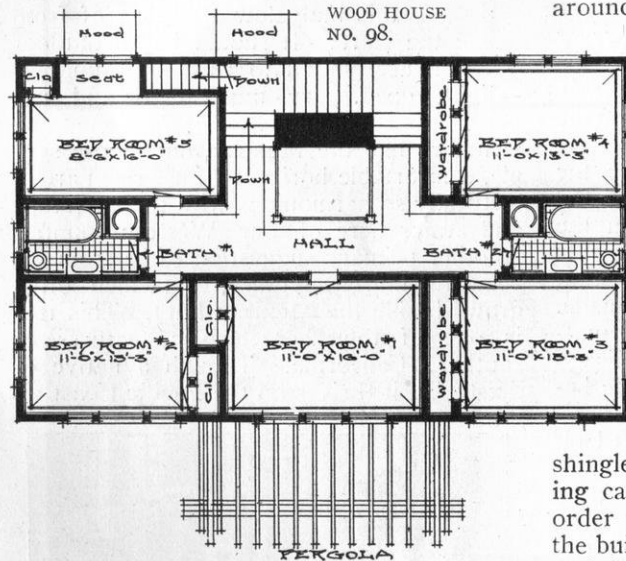 WOOD HOUSE
NO. 98.
around
Hood
Hood
Clo
Seat
Down
BED ROOM #5
8'-6"x16'-0"
Down
Wardrobe
BED ROOM #4
11'-0"x13'-3"
BATH #1
HALL
BATH #2
BED ROOM #2
11'-0"x13'-3"
Clo.
Clo.
BED ROOM #1
11'-0"x16'-0"
Wardrobe
BED ROOM #3
11'-0"x13'-3"
PERGOLA
shingle
ing ca
order
the bui